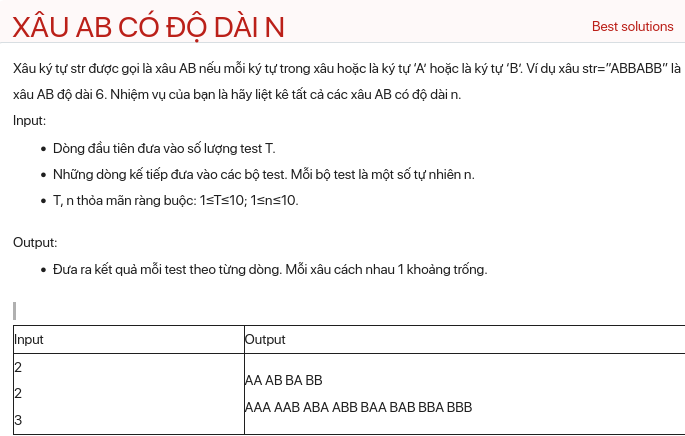 XÂU AB CÓ ĐỘ DÀI N
Best solutions
Xâu ký tự str được gọi là xâu AB nếu mỗi ký tự trong xâu hoặc là ký tự ‘A’ hoặc là ký tự ‘B’. Ví dụ xâu str=”ABBABB” là
xâu AB độ dài 6. Nhiệm vụ của bạn là hãy liệt kê tất cả các xâu AB có độ dài n.
Input:
• Dòng đầu tiên đưa vào số lượng test T.
• Những dòng kế tiếp đưa vào các bộ test. Mỗi bộ test là một số tự nhiên n.
• T, n thỏa mãn ràng buộc: 1≤T≤10; 1≤n≤10.
Output:
• Đưa ra kết quả mỗi test theo từng dòng. Mỗi xâu cách nhau 1 khoảng trống.
Input
Output
2
2
3
AA AB BA BB
AAA AAB ABA ABB BAA BAB BBA BBB